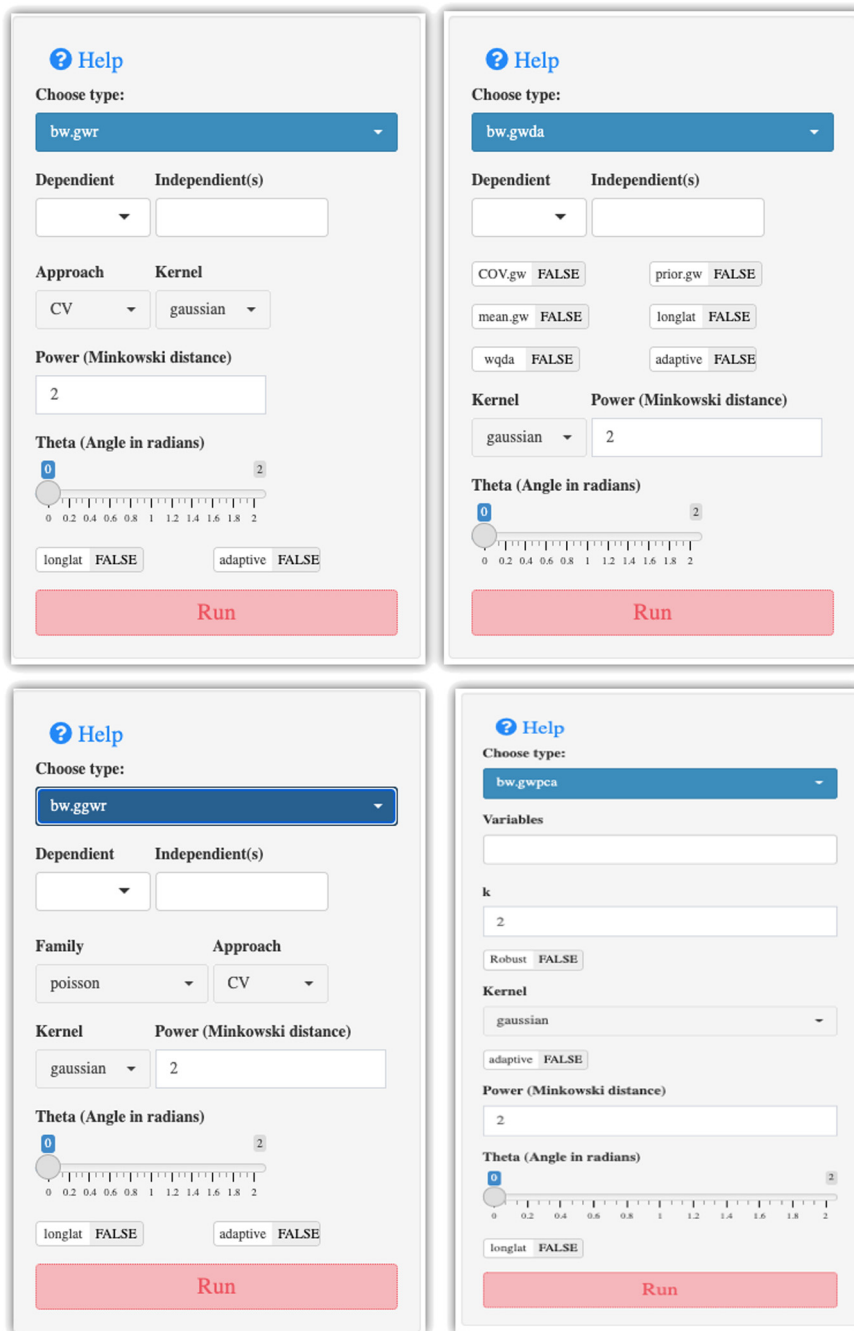 Help
Choose type:
bw.gwr
Dependient Independent(s)
Approach Kernel
CV gaussian
Power (Minkowski distance)
2
Theta (Angle in radians)
0 2
0 0.2 0.4 0.6 0.8 1 1.2 1.4 1.6 1.8 2
longlat FALSE adaptive FALSE
Run
Help
Choose type:
bw.gwda
Dependient Independent(s)
COV.gw FALSE prior.gw FALSE
mean.gw FALSE longlat FALSE
wqda FALSE adaptive FALSE
Kernel Power (Minkowski distance)
gaussian 2
Theta (Angle in radians)
0 2
0 0.2 0.4 0.6 0.8 1 1.2 1.4 1.6 1.8 2
Run
Help
Choose type:
bw.ggwr
Dependient Independent(s)
Family Approach
poisson CV
Kernel Power (Minkowski distance)
gaussian 2
Theta (Angle in radians)
0 2
0 0.2 0.4 0.6 0.8 1 1.2 1.4 1.6 1.8 2
longlat FALSE adaptive FALSE
Run
Help
Choose type:
bw.gwpca
Variables
k
2
Robust FALSE
Kernel
gaussian
adaptive FALSE
Power (Minkowski distance)
2
Theta (Angle in radians)
0 2
0 0.2 0.4 0.6 0.8 1 1.2 1.4 1.6 1.8 2
longlat FALSE
Run